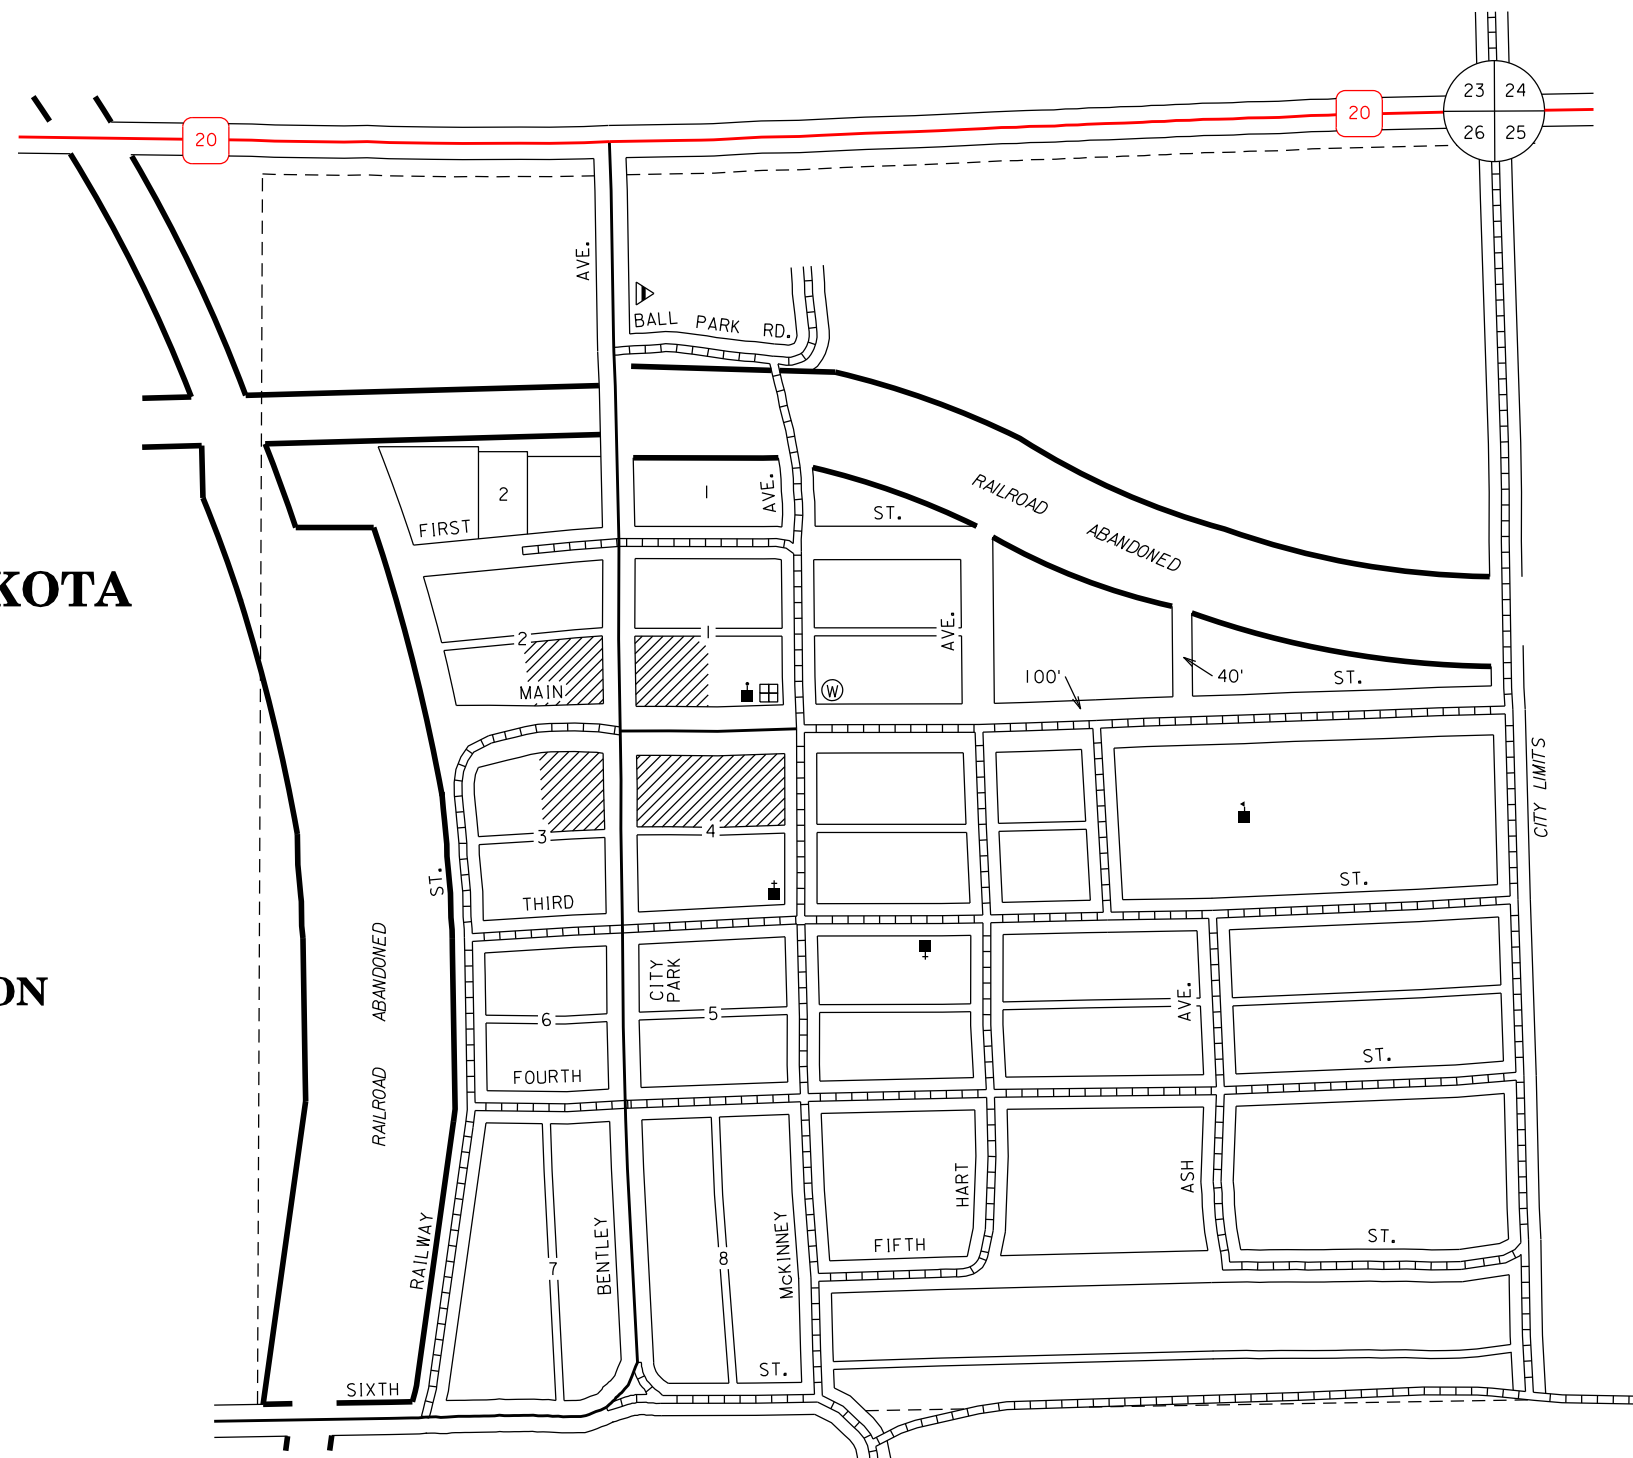 23 24
20
20
26 25
AVE.
BALL PARK RD.
2
1
AVE.
RAILROAD ABANDONED
ST.
FIRST
KOTA
2
1
AVE.
100'
40'
ST.
MAIN
W
CITY LIMITS
3
4
ST.
ST.
THIRD
RAILROAD ABANDONED
CITY
PARK
ON
6
5
AVE.
ST.
FOURTH
HART
ASH
RAILWAY
BENTLEY
McKINNEY
7
8
FIFTH
ST.
ST.
SIXTH